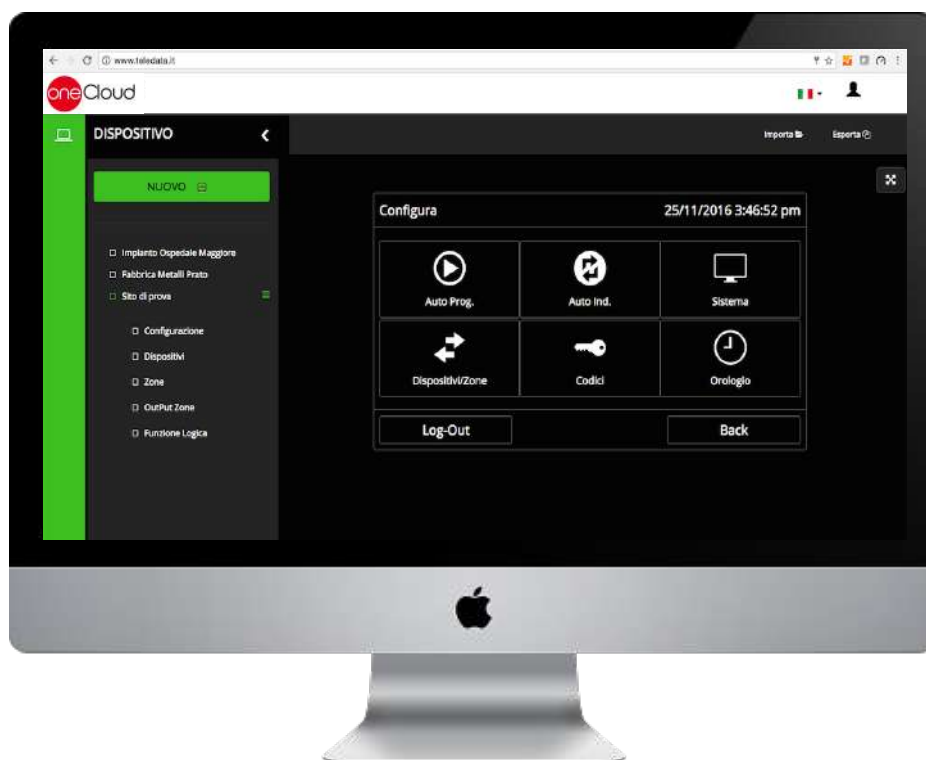 www.teledata.it
oneCloud
DISPOSITIVO
Importa
Esporta
NUOVO
Configura
25/11/2016 3:46:52 pm
Impianto Ospedale Maggiore
Fabbrica Metalli Prato
Sito di prova
Configurazione
Dispositivi
Zone
OutPut Zone
Funzione Logica
Auto Prog.
Auto Ind.
Sistema
Dispositivi/Zone
Codici
Orologio
Log-Out
Back